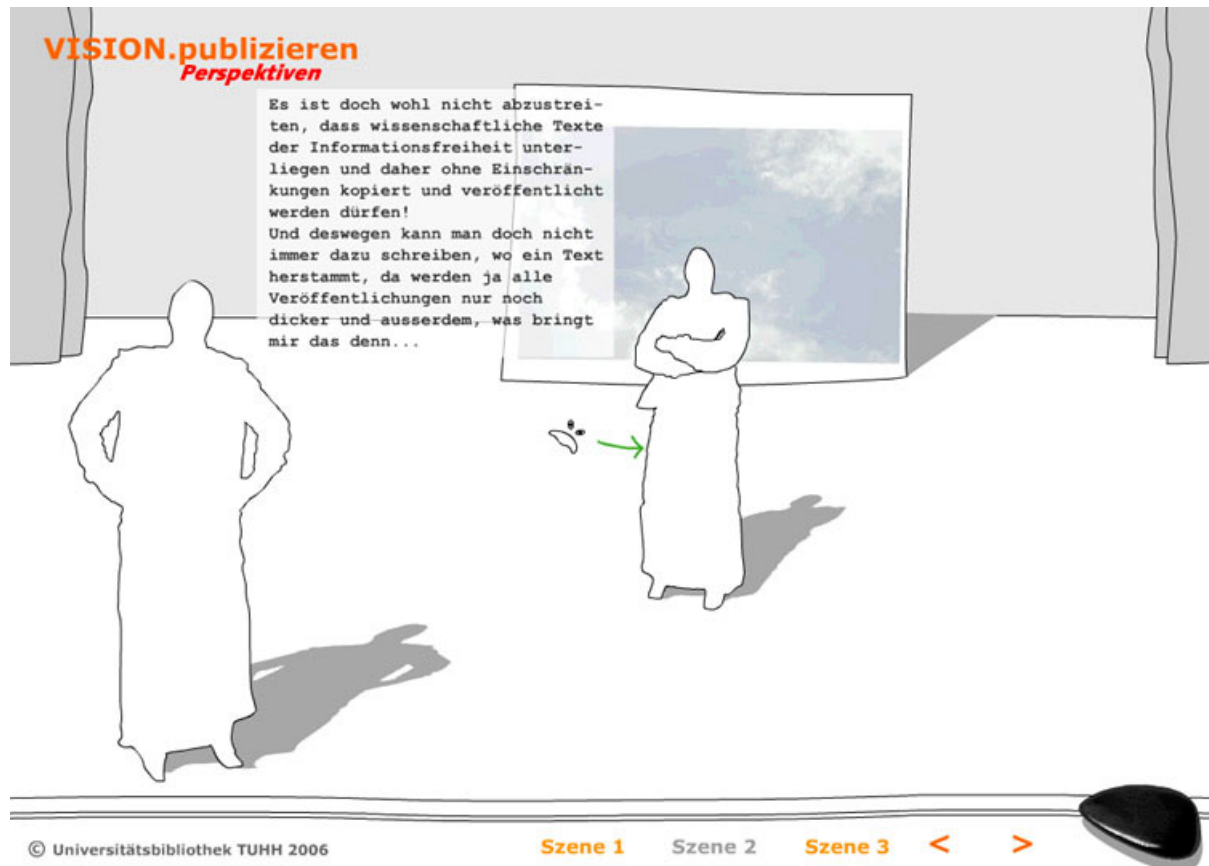 VISION.publizieren
Perspektiven
Es ist doch wohl nicht abzustrei-
ten, dass wissenschaftliche Texte
der Informationsfreiheit unter-
liegen und daher ohne Einschrän-
kungen kopiert und veröffentlicht
werden dürfen!
Und deswegen kann man doch nicht
immer dazu schreiben, wo ein Text
herstammt, da werden ja alle
Veröffentlichungen nur noch
dicker und ausserdem, was bringt
mir das denn...
© Universitätsbibliothek TUHH 2006
Szene 1 Szene 2 Szene 3 < >